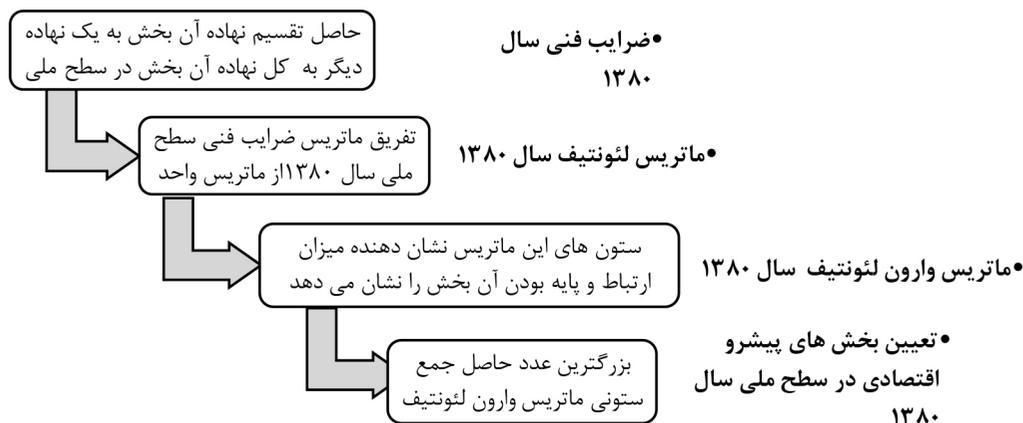 •ضرایب فنی سال
۱۳۸۰
حاصل تقسیم نهاده آن بخش به یک نهاده
دیگر به کل نهاده آن بخش در سطح ملی
•ماتریس لئونتیف سال ۱۳۸۰
تفریق ماتریس ضرایب فنی سطح
ملی سال ۱۳۸۰از ماتریس واحد
•ماتریس وارون لئونتیف سال ۱۳۸۰
ستون های این ماتریس نشان دهنده میزان
ارتباط و پایه بودن آن بخش را نشان می دهد
•تعیین بخش های پیشرو
اقتصادی در سطح ملی سال
۱۳۸۰
بزرگترین عدد حاصل جمع
ستونی ماتریس وارون لئونتیف